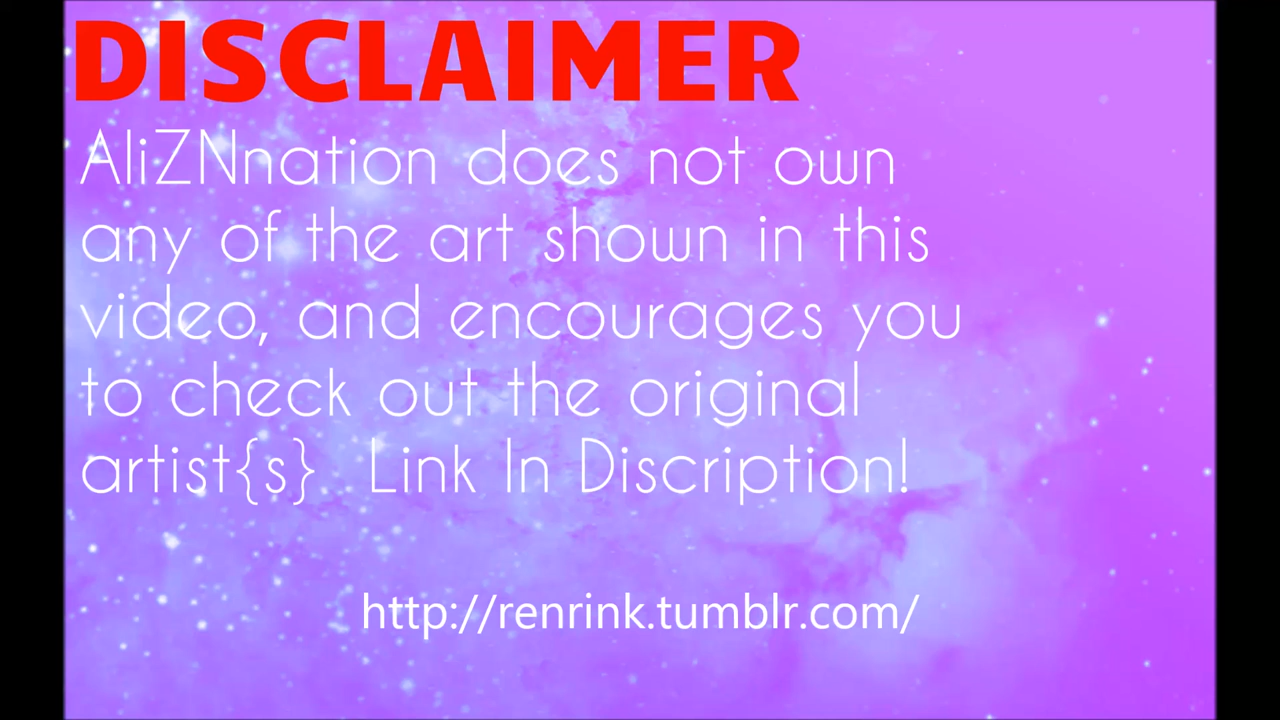 DISCLAIMER
AliZNnation does not own
any of the art shown in this
video, and encourages you
to check out the original
artist{s} Link In Discription!
http://renrink.tumblr.com/